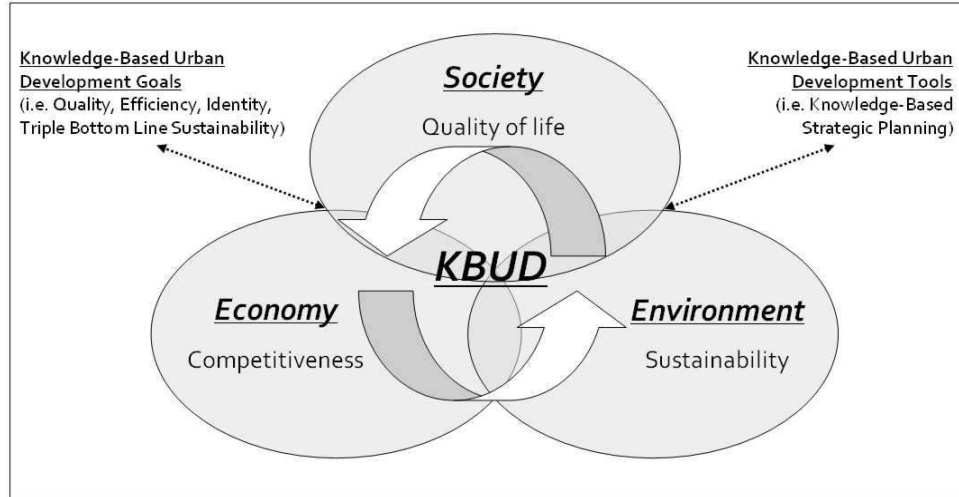 Knowledge-Based Urban
Development Goals
(i.e. Quality, Efficiency, Identity,
Triple Bottom Line Sustainability)
Knowledge-Based Urban
Development Tools
(i.e. Knowledge-Based
Strategic Planning)
Society
Quality of life
KBUD
Economy
Competitiveness
Environment
Sustainability